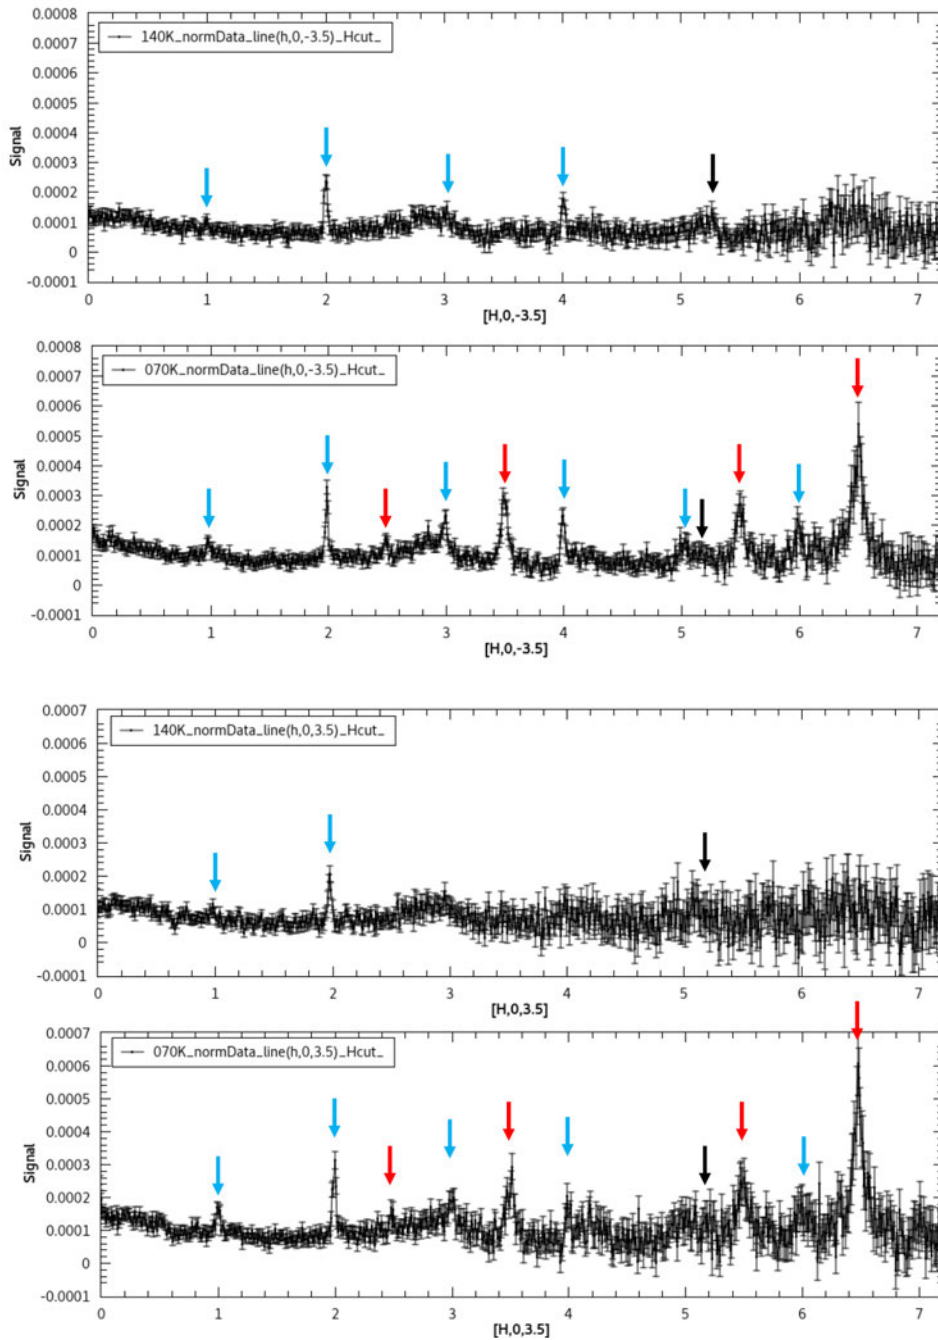 0.0008
0.0007
0.0006
0.0005
0.0004
0.0003
0.0002
0.0001
0
-0.0001
Signal
140K_normData_line(h,0,-3.5)_Hcut_
0 1 2 3 4 5 6 7
[H,0,-3.5]
0.0008
0.0007
0.0006
0.0005
0.0004
0.0003
0.0002
0.0001
0
-0.0001
Signal
070K_normData_line(h,0,-3.5)_Hcut_
0 1 2 3 4 5 6 7
[H,0,-3.5]
0.0007
0.0006
0.0005
0.0004
0.0003
0.0002
0.0001
0
-0.0001
Signal
140K_normData_line(h,0,3.5)_Hcut_
0 1 2 3 4 5 6 7
[H,0,3.5]
0.0007
0.0006
0.0005
0.0004
0.0003
0.0002
0.0001
0
-0.0001
Signal
070K_normData_line(h,0,3.5)_Hcut_
0 1 2 3 4 5 6 7
[H,0,3.5]